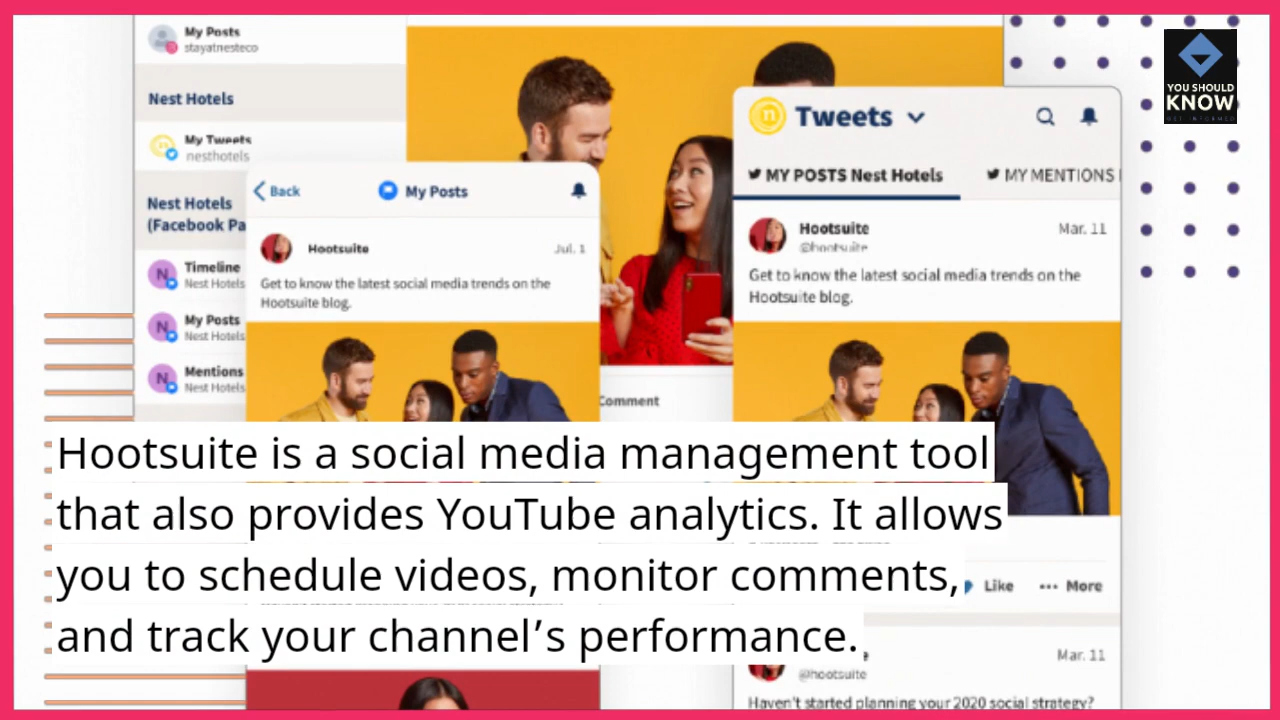 My Posts
stayatnesteco
Nest Hotels
My Tweets
nesthotels
Nest Hotels
(Facebook Pa
N
Timeline
Nest Hotels
N
My Posts
Nest Hotels
N
Mentions
Nest Hotels
Back
My Posts
Hootsuite
Jul. 1
Get to know the latest social media trends on the
Hootsuite blog.
Comment
n
Tweets
MY POSTS Nest Hotels
MY MENTIONS
Hootsuite
Mar. 11
@hootsuite
Get to know the latest social media trends on the
Hootsuite blog.
Like
More
Mar. 11
@hootsuite
Haven't started planning your 2020 social strategy?
YOU SHOULD
KNOW
GET INFORMED
Hootsuite is a social media management tool
that also provides YouTube analytics. It allows
you to schedule videos, monitor comments,
and track your channel’s performance.